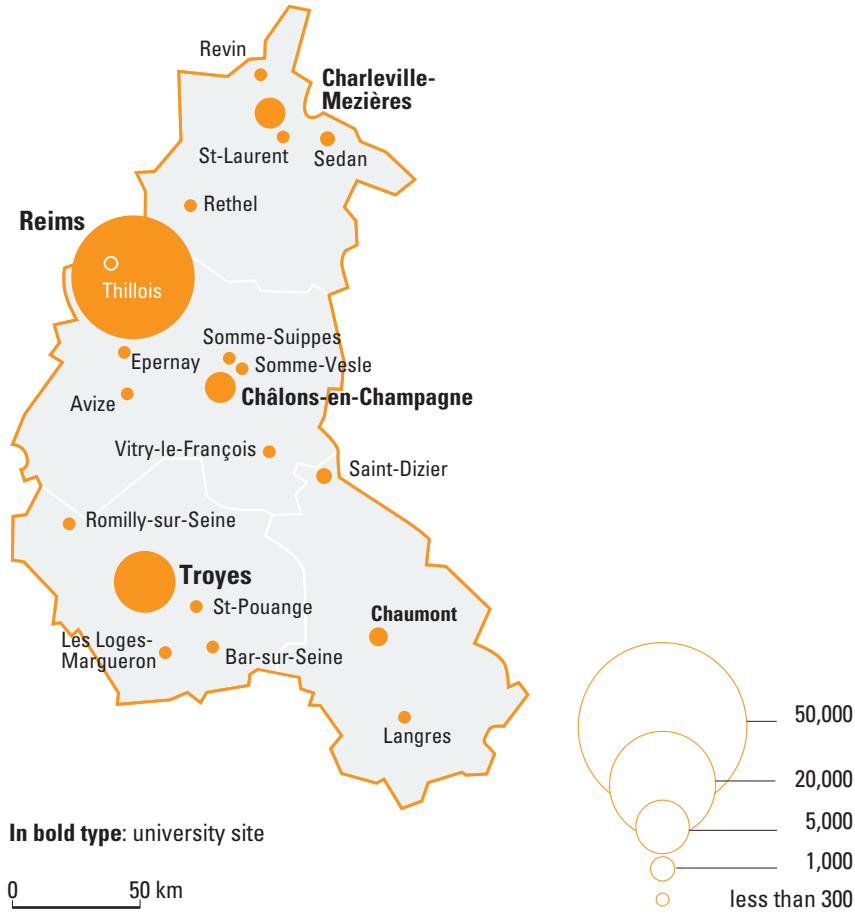 Revin
Charleville-
Mezières
St-Laurent
Sedan
Rethel
Reims
Thillois
Somme-Suippes
Epernay
Somme-Vesle
Avize
Châlons-en-Champagne
Vitry-le-François
Saint-Dizier
Romilly-sur-Seine
Troyes
St-Pouange
Chaumont
Les Loges-
Margueron
Bar-sur-Seine
Langres
50,000
20,000
5,000
1,000
less than 300
In bold type: university site
0 50 km